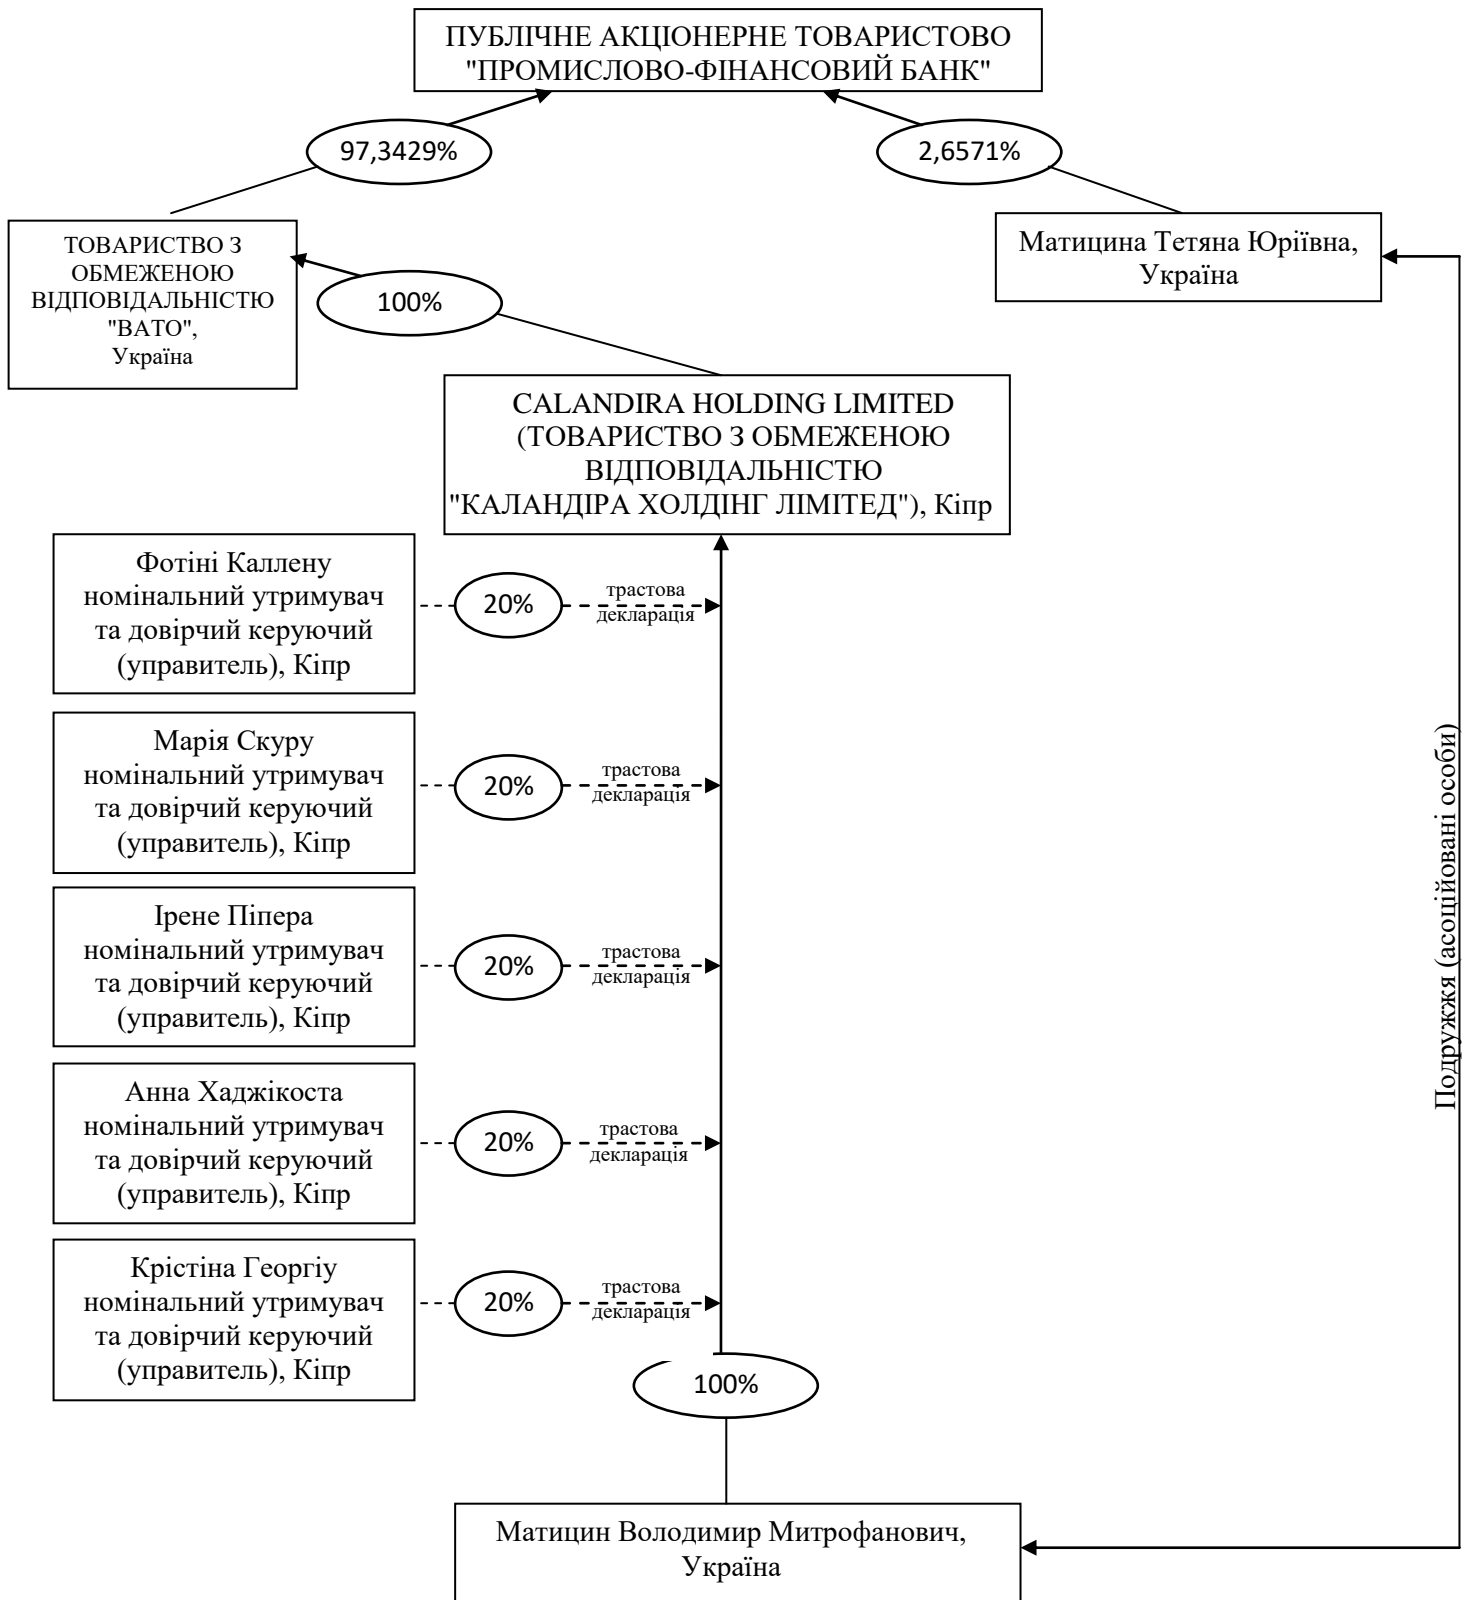 ПУБЛІЧНЕ АКЦІОНЕРНЕ ТОВАРИСТОВО
"ПРОМИСЛОВО-ФІНАНСОВИЙ БАНК"
97,3429%
2,6571%
ТОВАРИСТВО З
ОБМЕЖЕНОЮ
ВІДПОВІДАЛЬНІСТЮ
"ВАТО",
Україна
Матицина Тетяна Юріївна,
Україна
100%
CALANDIRA HOLDING LIMITED
(ТОВАРИСТВО З ОБМЕЖЕНОЮ
ВІДПОВІДАЛЬНІСТЮ
"КАЛАНДІРА ХОЛДІНГ ЛІМІТЕД"), Кіпр
Фотіні Каллену
номінальний утримувач
та довірчий керуючий
(управитель), Кіпр
20%
трастова
декларація
Марія Скуру
номінальний утримувач
та довірчий керуючий
(управитель), Кіпр
20%
трастова
декларація
Ірене Піпера
номінальний утримувач
та довірчий керуючий
(управитель), Кіпр
20%
трастова
декларація
Анна Хаджікоста
номінальний утримувач
та довірчий керуючий
(управитель), Кіпр
20%
трастова
декларація
Крістіна Георгіу
номінальний утримувач
та довірчий керуючий
(управитель), Кіпр
20%
трастова
декларація
100%
Матицин Володимир Митрофанович,
Україна
Подружжя (асоційовані особи)